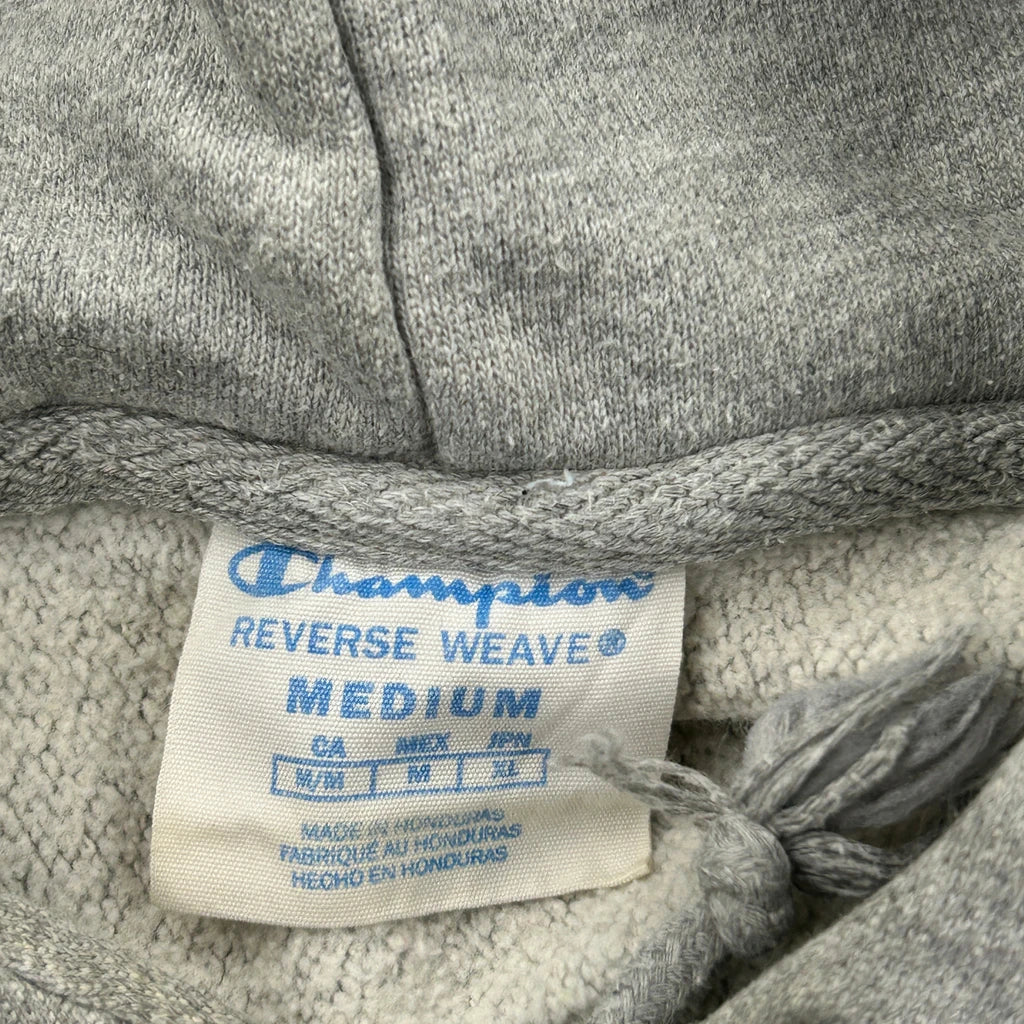 Champion
REVERSE WEAVE®
MEDIUM
CA MEX JPN
M/M M XL
MADE IN HONDURAS
FABRIQUÉ AU HONDURAS
HECHO EN HONDURAS